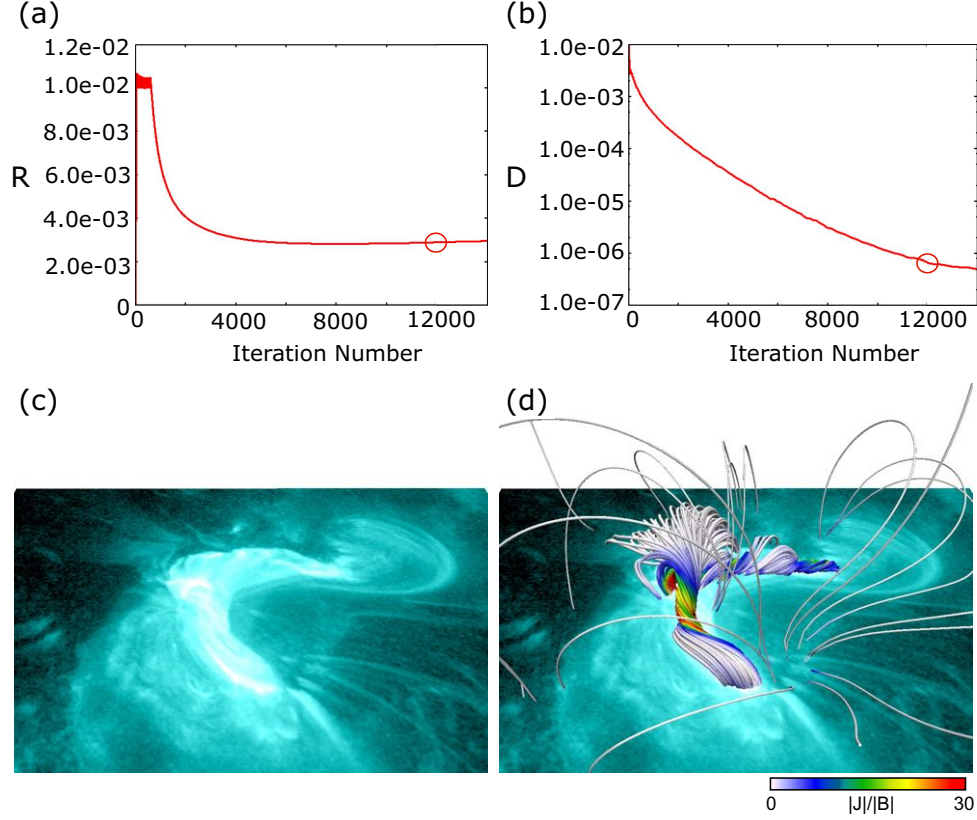 (a)
1.2e-02
1.0e-02
8.0e-03
R
6.0e-03
4.0e-03
2.0e-03
0
0 4000 8000 12000
Iteration Number
(b)
1.0e-02
1.0e-03
1.0e-04
D
1.0e-05
1.0e-06
1.0e-07
0 4000 8000 12000
Iteration Number
(c)
(d)
0 |J|/|B| 30